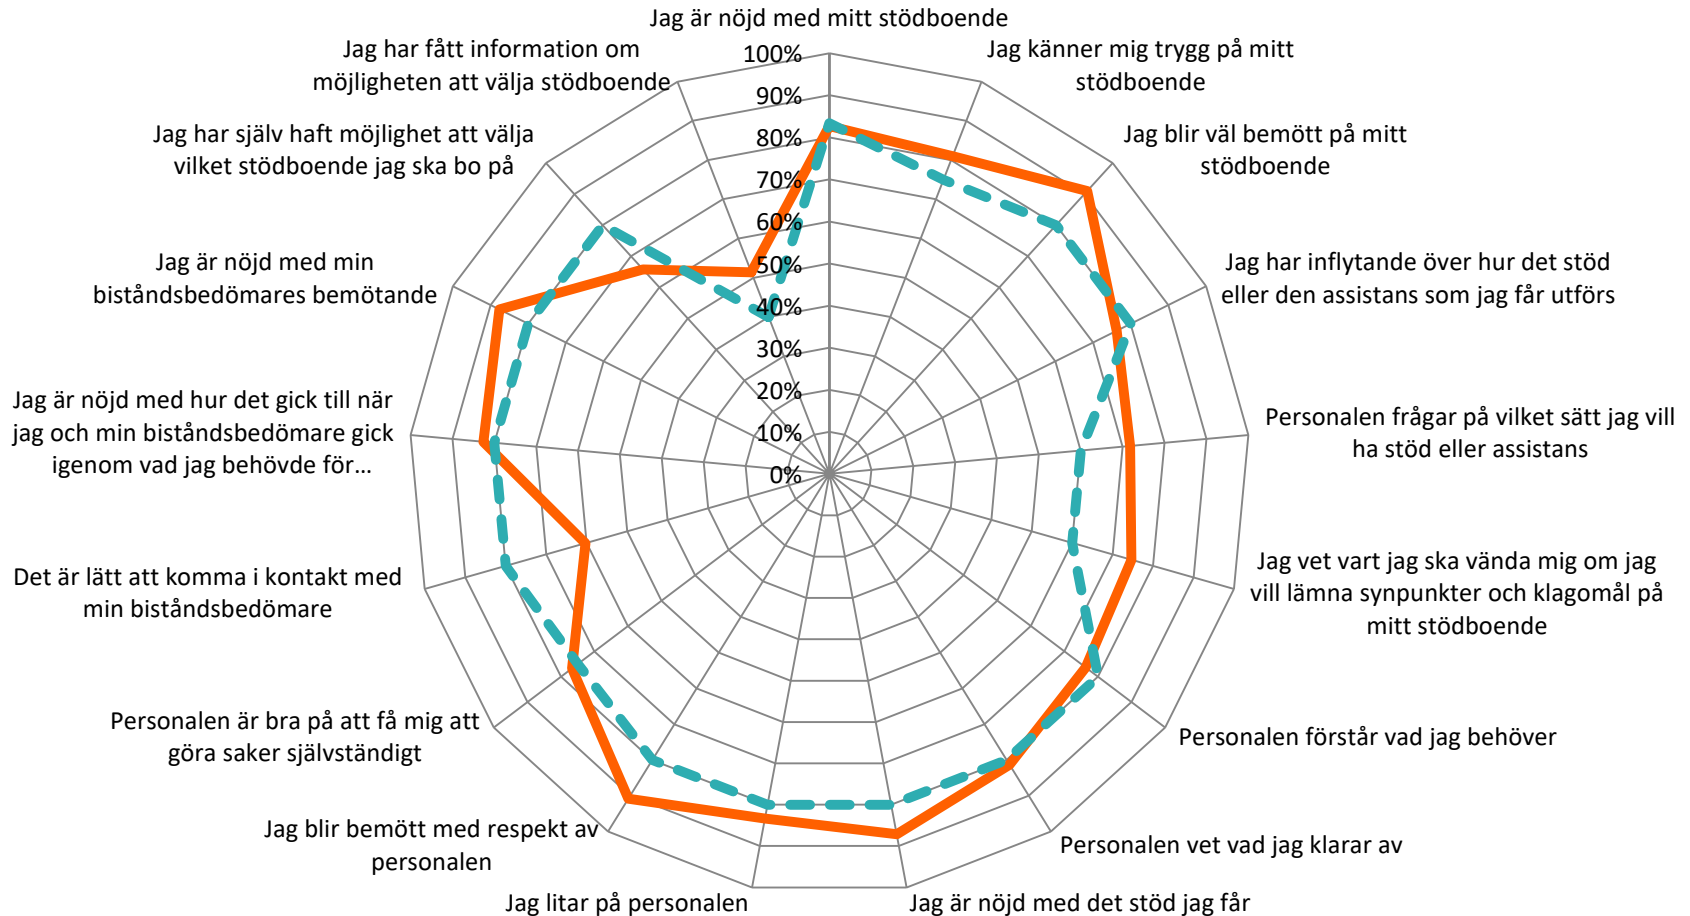 Jag är nöjd med mitt stödboende
Jag känner mig trygg på mitt
stödboende
Jag blir väl bemött på mitt
stödboende
Jag har inflytande över hur det stöd
eller den assistans som jag får utförs
Personalen frågar på vilket sätt jag vill
ha stöd eller assistans
Jag vet vart jag ska vända mig om jag
vill lämna synpunkter och klagomål på
mitt stödboende
Personalen förstår vad jag behöver
Personalen vet vad jag klarar av
Jag är nöjd med det stöd jag får
Jag litar på personalen
Jag blir bemött med respekt av
personalen
Personalen är bra på att få mig att
göra saker självständigt
Det är lätt att komma i kontakt med
min biståndsbedömare
Jag är nöjd med hur det gick till när
jag och min biståndsbedömare gick
igenom vad jag behövde för...
Jag är nöjd med min
biståndsbedömares bemötande
Jag har själv haft möjlighet att välja
vilket stödboende jag ska bo på
Jag har fått information om
möjligheten att välja stödboende
100%
90%
80%
70%
60%
50%
40%
30%
20%
10%
0%